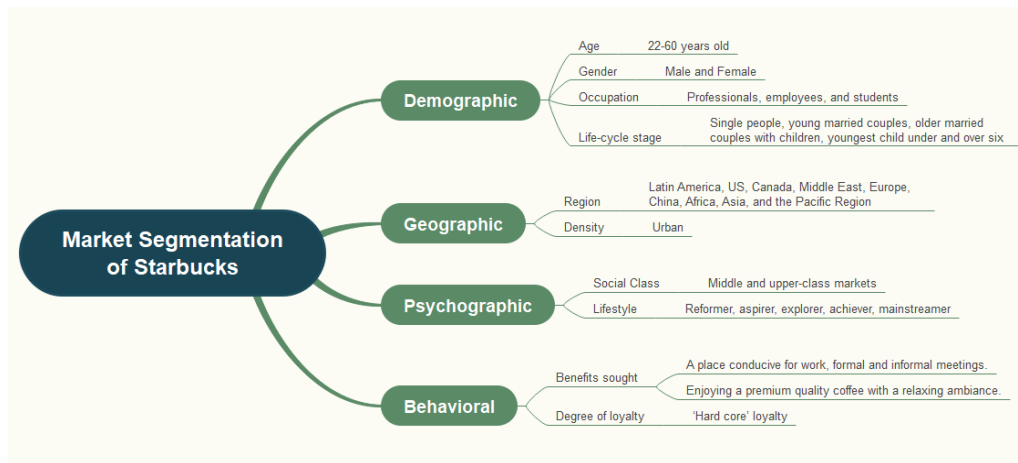 Market Segmentation
of Starbucks
Demographic
Age
22-60 years old
Gender
Male and Female
Occupation
Professionals, employees, and students
Life-cycle stage
Single people, young married couples, older married
couples with children, youngest child under and over six
Geographic
Region
Latin America, US, Canada, Middle East, Europe,
China, Africa, Asia, and the Pacific Region
Density
Urban
Psychographic
Social Class
Middle and upper-class markets
Lifestyle
Reformer, aspirer, explorer, achiever, mainstreamer
Behavioral
Benefits sought
A place conducive for work, formal and informal meetings.
Enjoying a premium quality coffee with a relaxing ambiance.
Degree of loyalty
‘Hard core’ loyalty